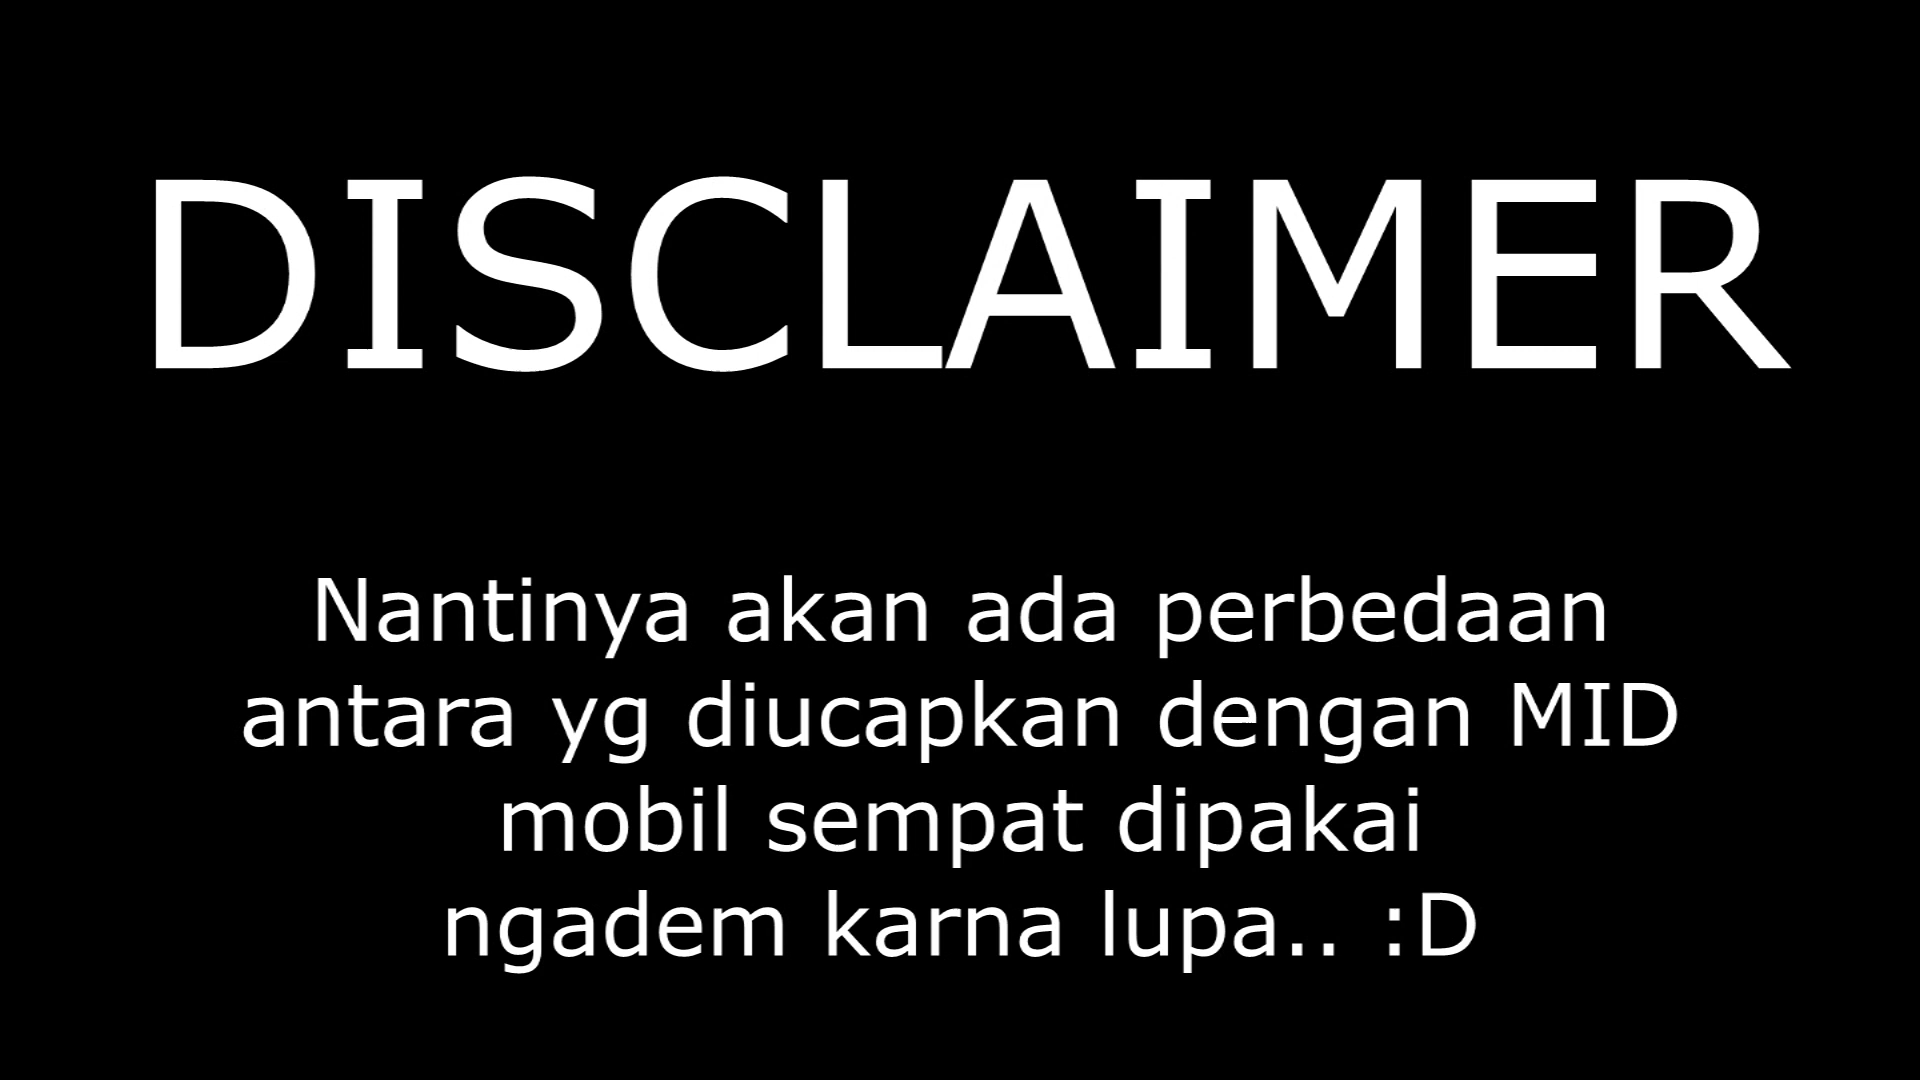 DISCLAIMER
Nantinya akan ada perbedaan
antara yg diucapkan dengan MID
mobil sempat dipakai
ngadem karna lupa.. :D